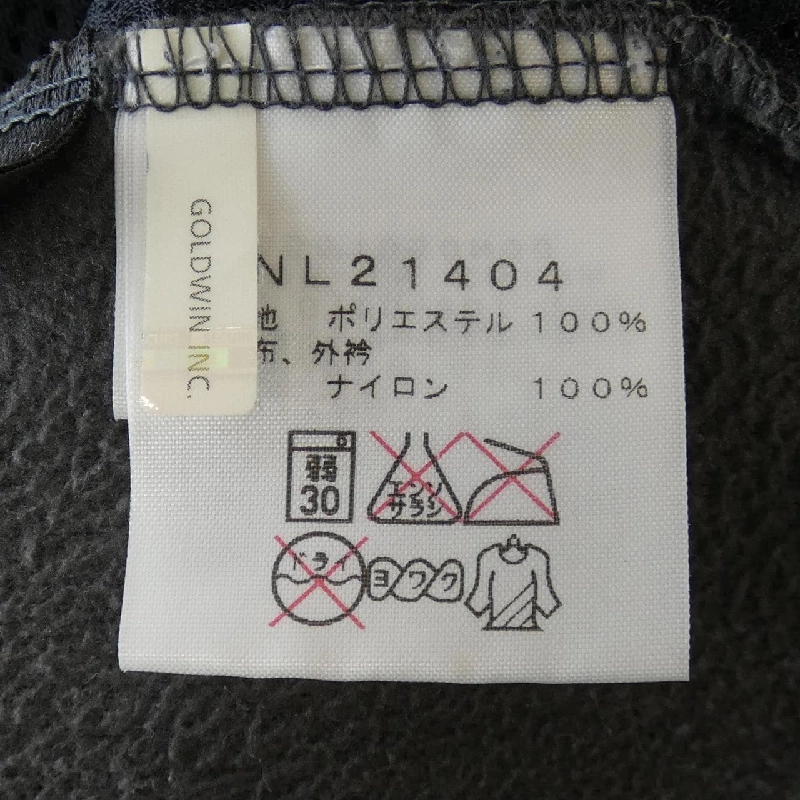 GOLDWIN INC.
NL21404
地 ポリエステル 100%
布、外衿
ナイロン 100%
弱
30
エンソ
サラシ
ドライ
ヨワク